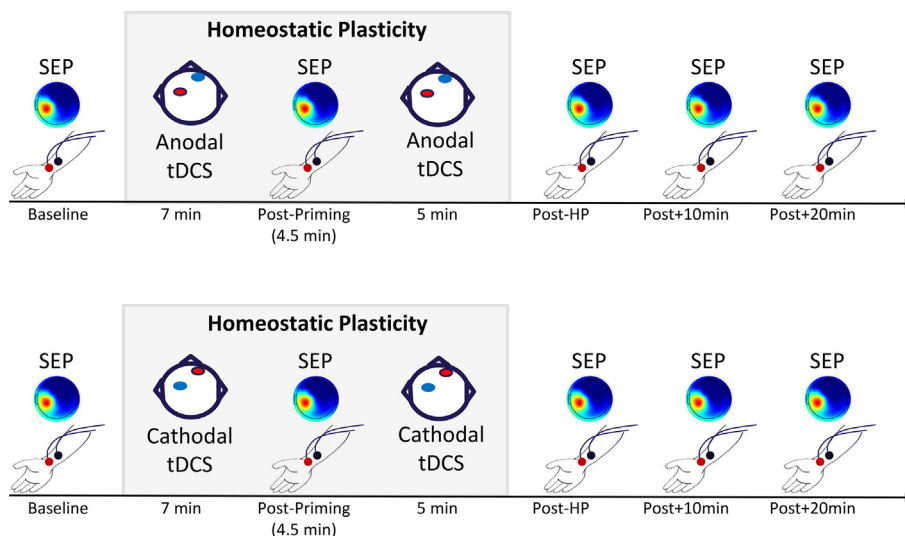 Homeostatic Plasticity
SEP
SEP
SEP
SEP
SEP
Anodal
tDCS
Anodal
tDCS
Baseline
7 min
Post-Priming
(4.5 min)
5 min
Post-HP
Post+10min
Post+20min
Homeostatic Plasticity
SEP
SEP
SEP
SEP
SEP
Cathodal
tDCS
Cathodal
tDCS
Baseline
7 min
Post-Priming
(4.5 min)
5 min
Post-HP
Post+10min
Post+20min